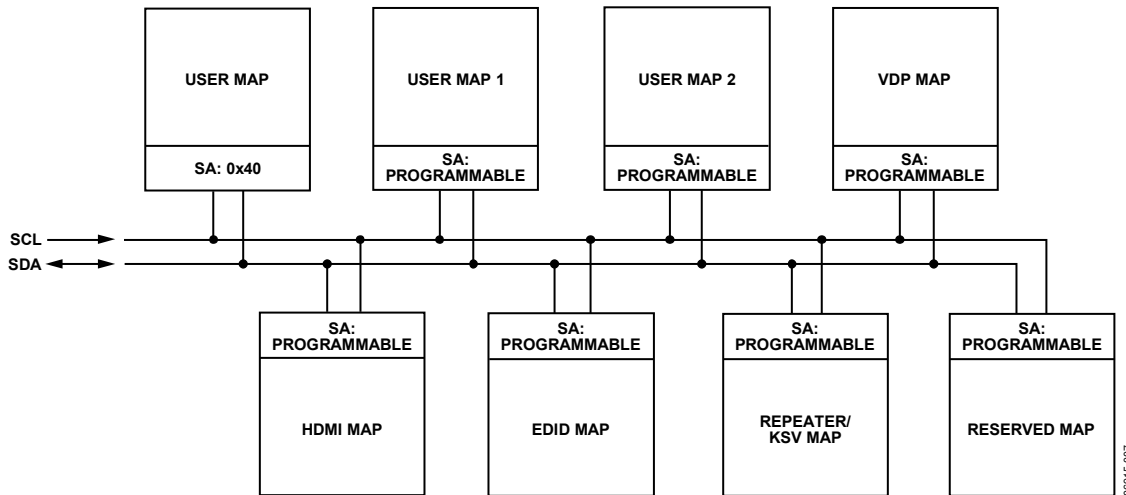 USER MAP
USER MAP 1
USER MAP 2
VDP MAP
SA: 0x40
SA:
PROGRAMMABLE
SA:
PROGRAMMABLE
SA:
PROGRAMMABLE
SCL
SDA
SA:
PROGRAMMABLE
SA:
PROGRAMMABLE
SA:
PROGRAMMABLE
SA:
PROGRAMMABLE
HDMI MAP
EDID MAP
REPEATER/
KSV MAP
RESERVED MAP